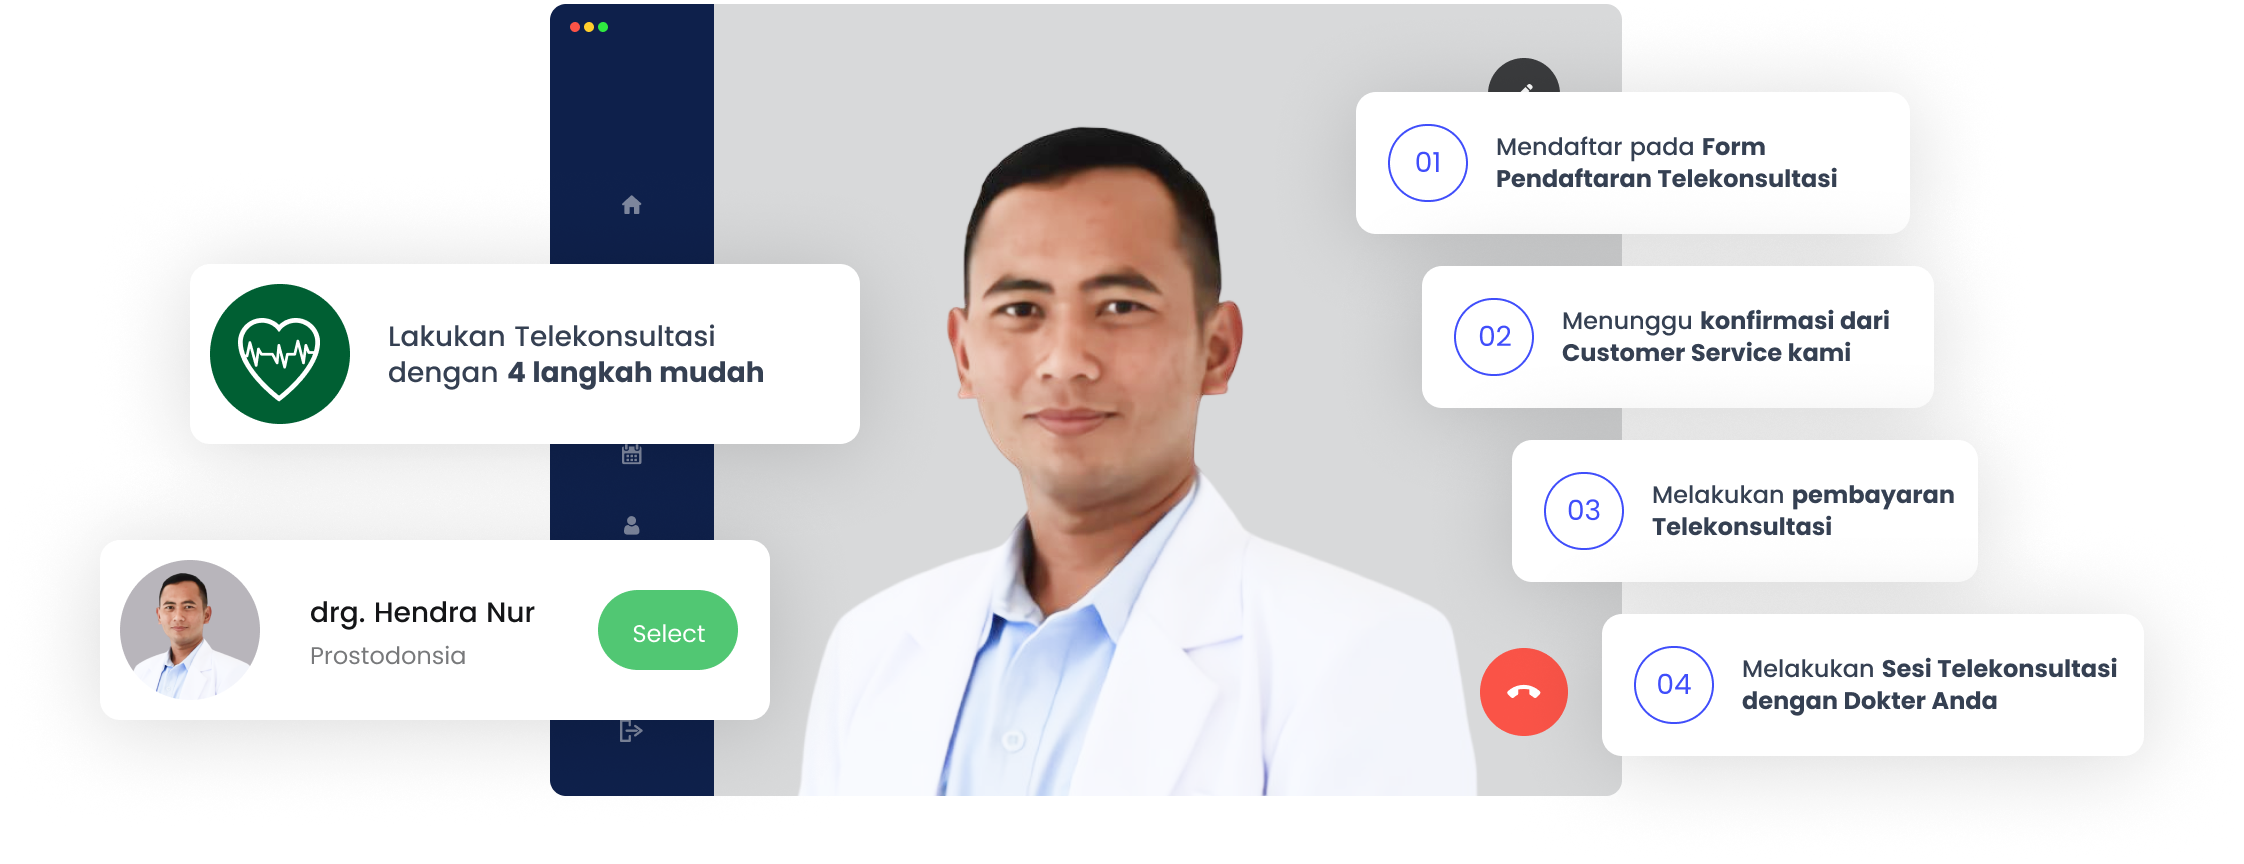 Lakukan Telekonsultasi
dengan 4 langkah mudah
drg. Hendra Nur
Prostodonsia
Select
01
Mendaftar pada Form
Pendaftaran Telekonsultasi
02
Menunggu konfirmasi dari
Customer Service kami
03
Melakukan pembayaran
Telekonsultasi
04
Melakukan Sesi Telekonsultasi
dengan Dokter Anda